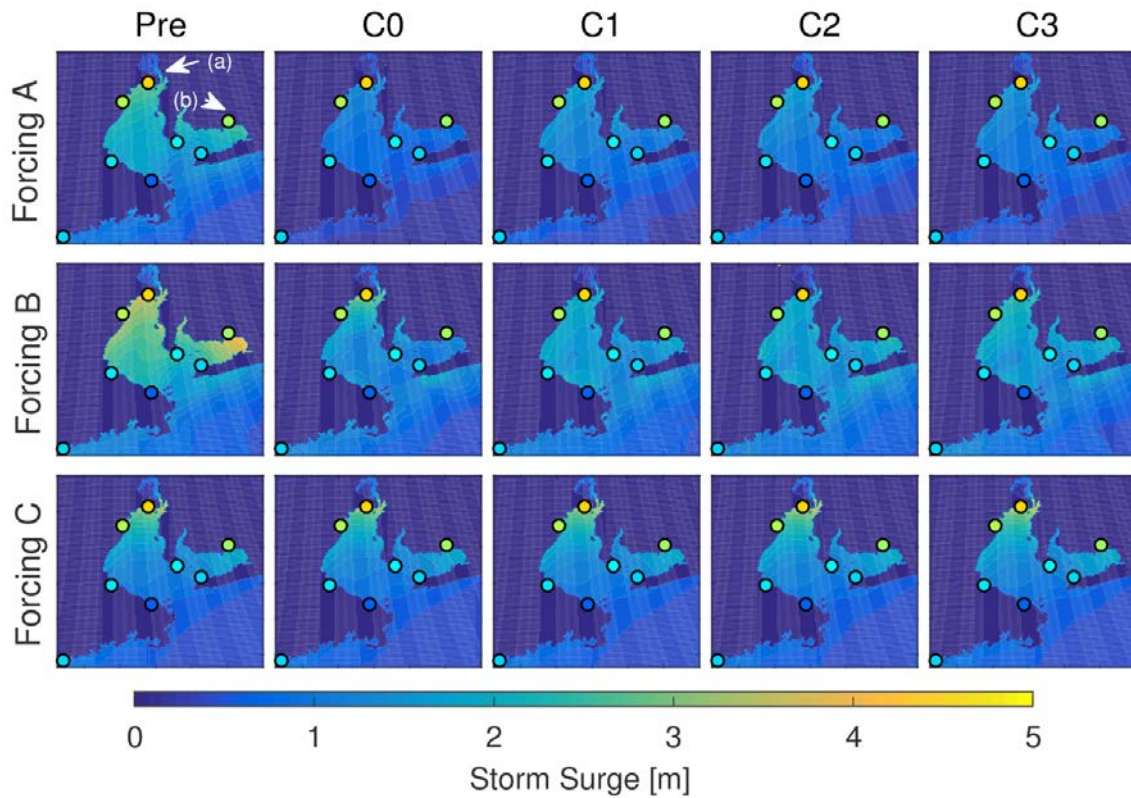 Pre C0 C1 C2 C3
Forcing A
(a)
(b)
Forcing B
Forcing C
0 1 2 3 4 5
Storm Surge [m]